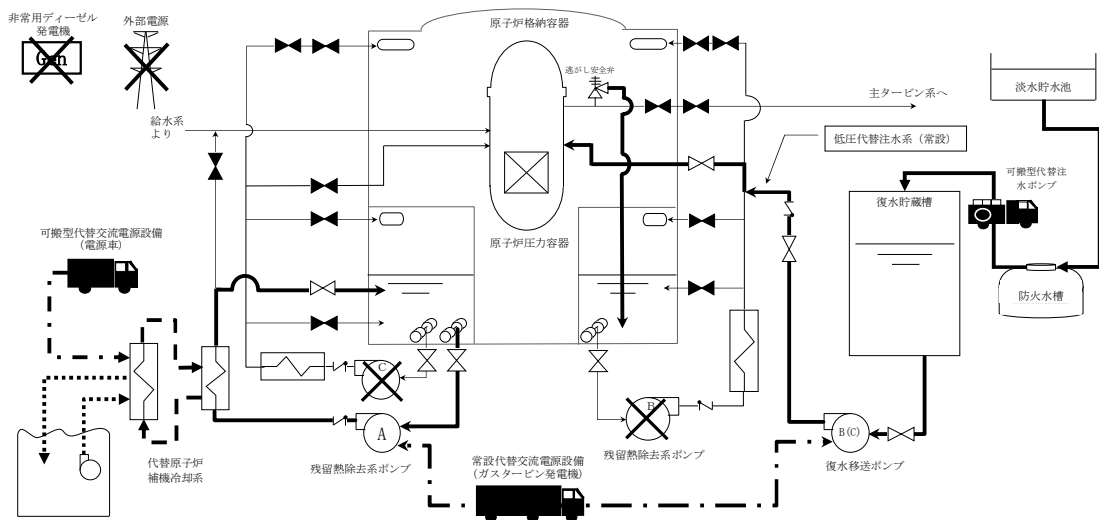 非常用ディーゼル
発電機
Gen
外部電源
原子炉格納容器
逃がし安全弁
給水系
より
主タービン系へ
淡水貯水池
低圧代替注水系（常設）
可搬型代替注
水ポンプ
復水貯蔵槽
原子炉圧力容器
可搬型代替交流電源設備
（電源車）
防火水槽
C
B
A
B(C)
代替原子炉
補機冷却系
残留熱除去系ポンプ
常設代替交流電源設備
（ガスタービン発電機）
残留熱除去系ポンプ
復水移送ポンプ